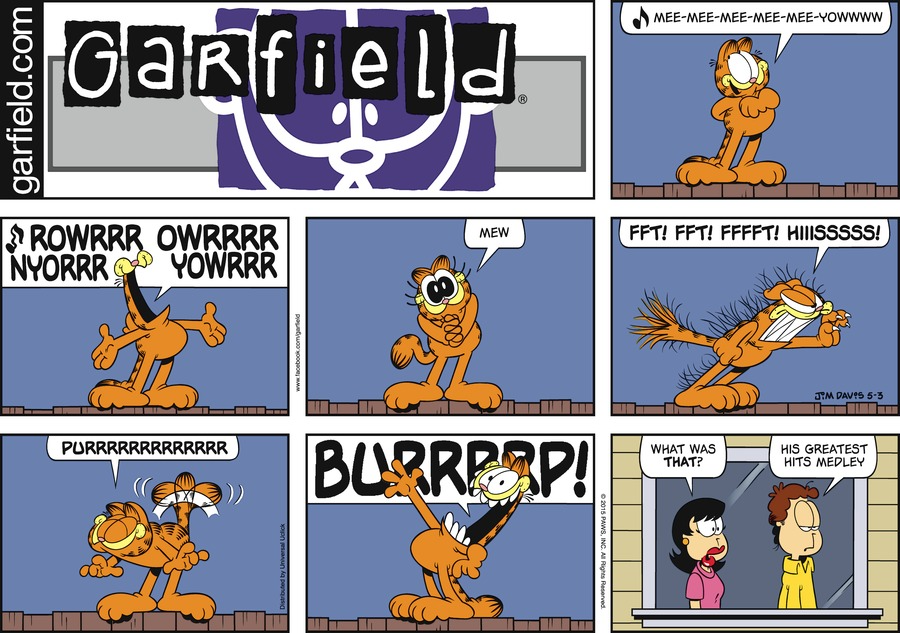 garfield.com
GaRfield®
♪ MEE-MEE-MEE-MEE-MEE-YOWWWW
♫ ROWRRR OWRRRR
NYORRR YOWRRR
www.facebook.com/garfield
MEW
FFT! FFT! FFFFT! HIIISSSSS!
JIM DAVIS 5-3
PURRRRRRRRRRRRR
Distributed by Universal Uclick
BURRRRRP!
© 2015 PAWS, INC. All Rights Reserved.
WHAT WAS
THAT?
HIS GREATEST
HITS MEDLEY